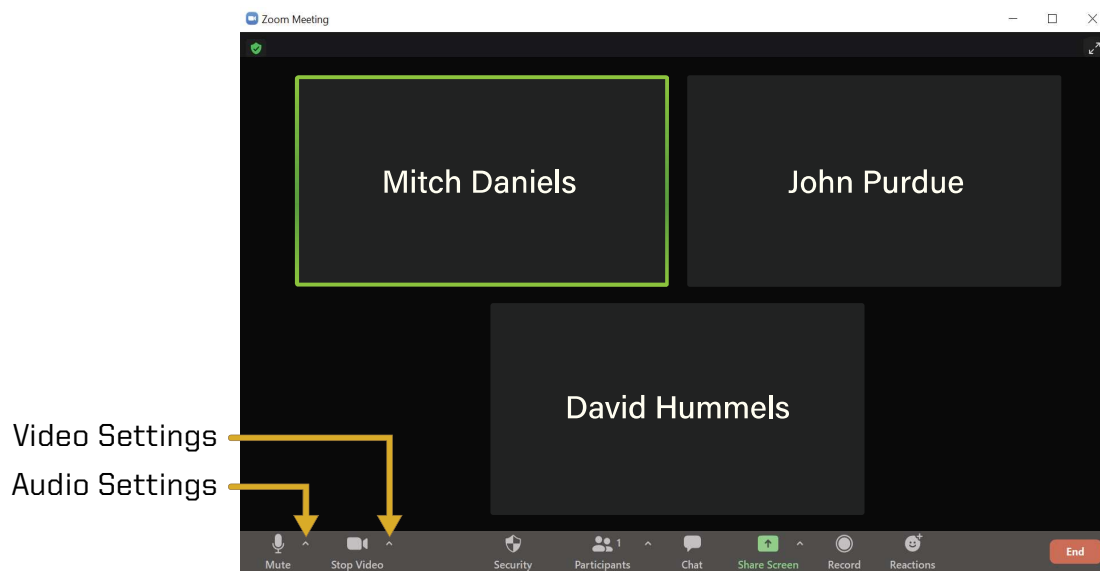 Zoom Meeting
Mitch Daniels
John Purdue
David Hummels
Video Settings
Audio Settings
Mute
Stop Video
Security
1
Participants
Chat
Share Screen
Record
Reactions
End